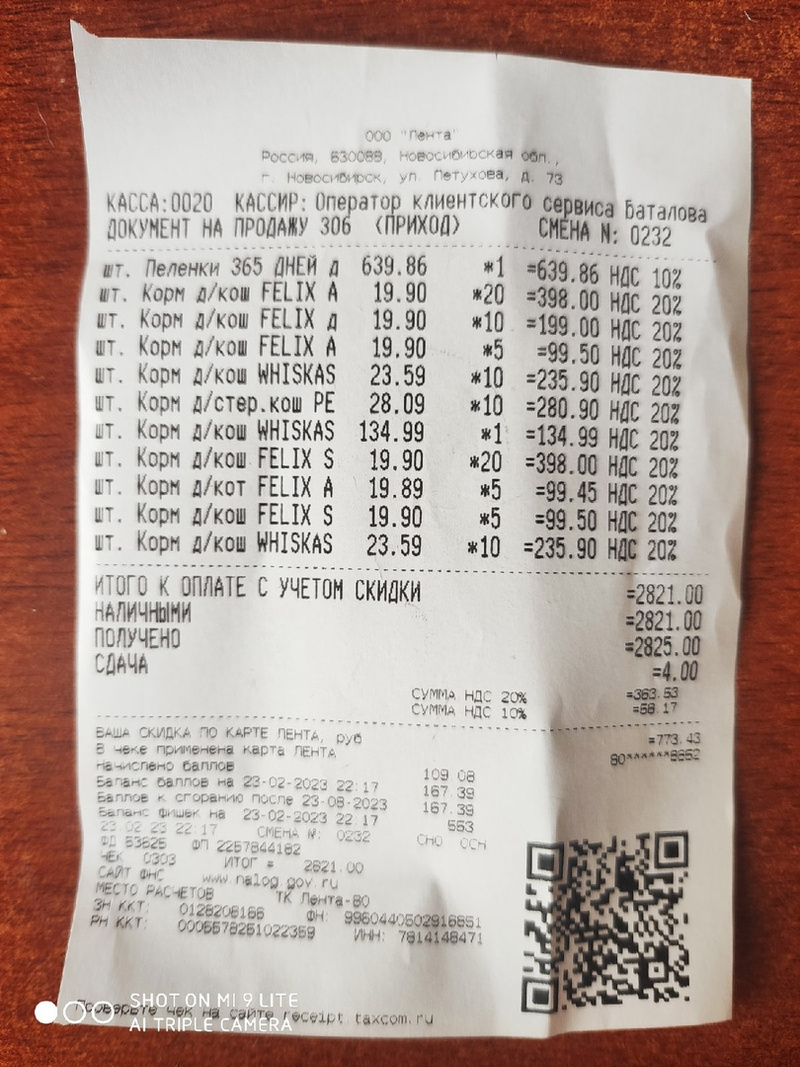 ООО "Лента"
Россия, 630088, Новосибирская обл.,
г. Новосибирск, ул. Петухова, д. 73
КАССА:0020 КАССИР: Оператор клиентского сервиса Баталова
ДОКУМЕНТ НА ПРОДАЖУ 306 (ПРИХОД) СМЕНА N: 0232
шт. Пеленки 365 ДНЕЙ д 639.86 *1 =639.86 НДС 10%
шт. Корм д/кош FELIX A 19.90 *20 =398.00 НДС 20%
шт. Корм д/кош FELIX д 19.90 *10 =199.00 НДС 20%
шт. Корм д/кош FELIX A 19.90 *5 =99.50 НДС 20%
шт. Корм д/кош WHISKAS 23.59 *10 =235.90 НДС 20%
шт. Корм д/стер.кош PE 28.09 *10 =280.90 НДС 20%
шт. Корм д/кош WHISKAS 134.99 *1 =134.99 НДС 20%
шт. Корм д/кош FELIX S 19.90 *20 =398.00 НДС 20%
шт. Корм д/кот FELIX A 19.89 *5 =99.45 НДС 20%
шт. Корм д/кош FELIX S 19.90 *5 =99.50 НДС 20%
шт. Корм д/кош WHISKAS 23.59 *10 =235.90 НДС 20%
ИТОГО К ОПЛАТЕ С УЧЕТОМ СКИДКИ =2821.00
НАЛИЧНЫМИ =2821.00
ПОЛУЧЕНО =2825.00
СДАЧА =4.00
СУММА НДС 20% =363.53
СУММА НДС 10% =58.17
ВАША СКИДКА ПО КАРТЕ ЛЕНТА, руб =773.43
В чеке применена карта ЛЕНТА 80******8852
Начислено баллов 109.08
Баланс баллов на 23-02-2023 22:17 167.39
Баллов к сгоранию после 23-08-2023 167.39
Баланс фишек на 23-02-2023 22:17 553
23.02.23 22:17 СМЕНА N: 0232 СНО ОСН
ФД 53625 ФП 2257844182
ЧЕК 0303 ИТОГ = 2821.00
САЙТ ФНС www.nalog.gov.ru
МЕСТО РАСЧЕТОВ ТК Лента-80
ЗН ККТ: 0128208186 ФН: 9960440502916851
РН ККТ: 0005578251022359 ИНН: 7814148471
Проверьте чек на сайте receipt.taxcom.ru
SHOT ON MI 9 LITE
AI TRIPLE CAMERA